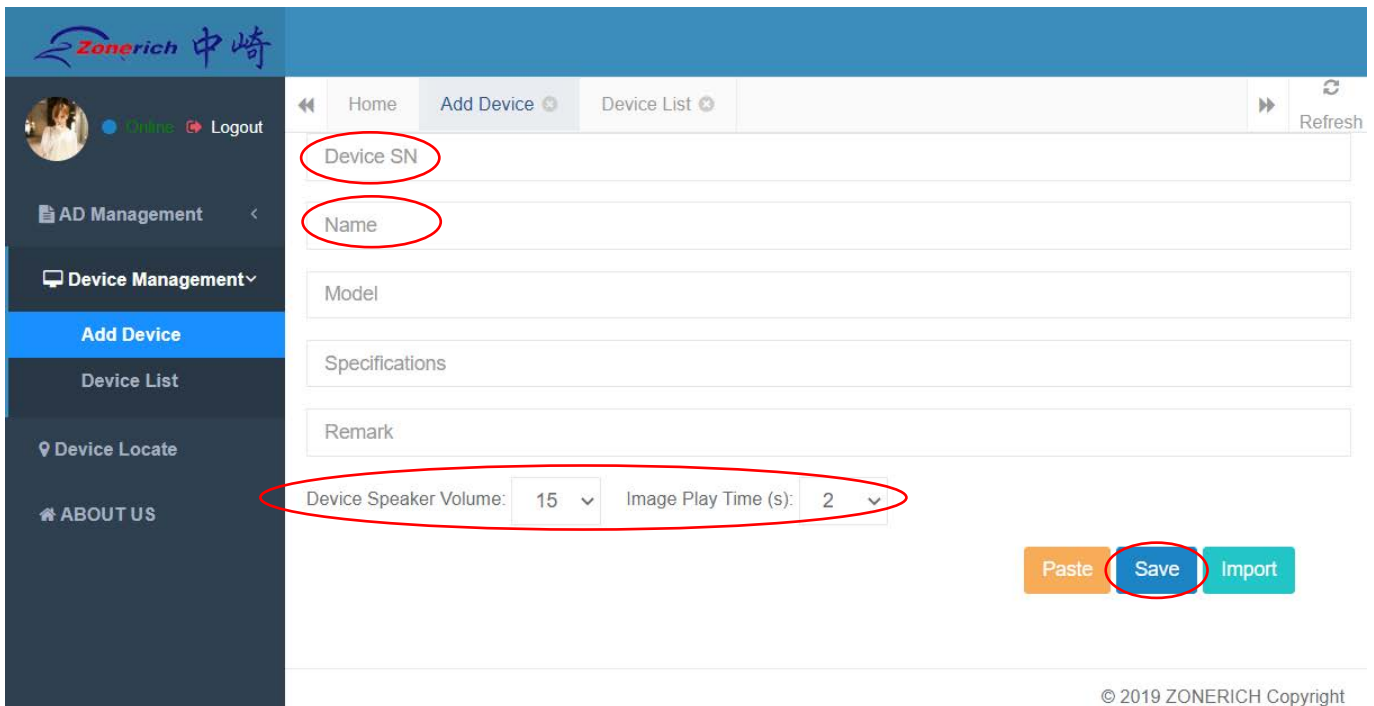 Zonerich 中崎
Online Logout
Home Add Device Device List Refresh
AD Management
Device Management
Add Device
Device List
Device Locate
ABOUT US
Device SN
Name
Model
Specifications
Remark
Device Speaker Volume: 15 Image Play Time (s): 2
Paste Save Import
© 2019 ZONERICH Copyright